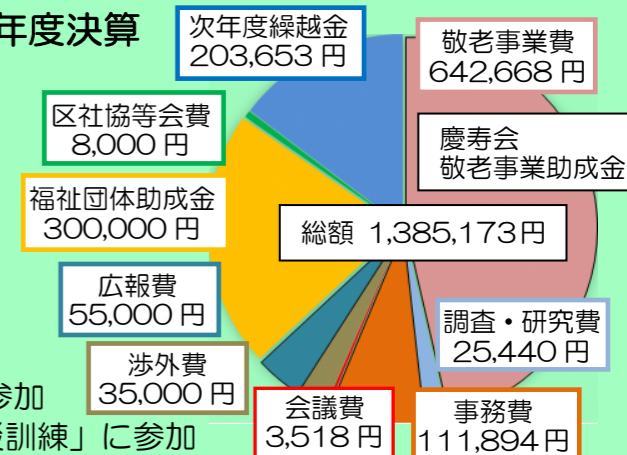 年度決算
次年度繰越金
203,653 円
敬老事業費
642,668 円
区社協等会費
8,000 円
慶寿会
敬老事業助成金
福祉団体助成金
300,000 円
総額 1,385,173 円
広報費
55,000 円
調査・研究費
25,440 円
渉外費
35,000 円
会議費
3,518 円
事務費
111,894 円
参加
訓練」に参加